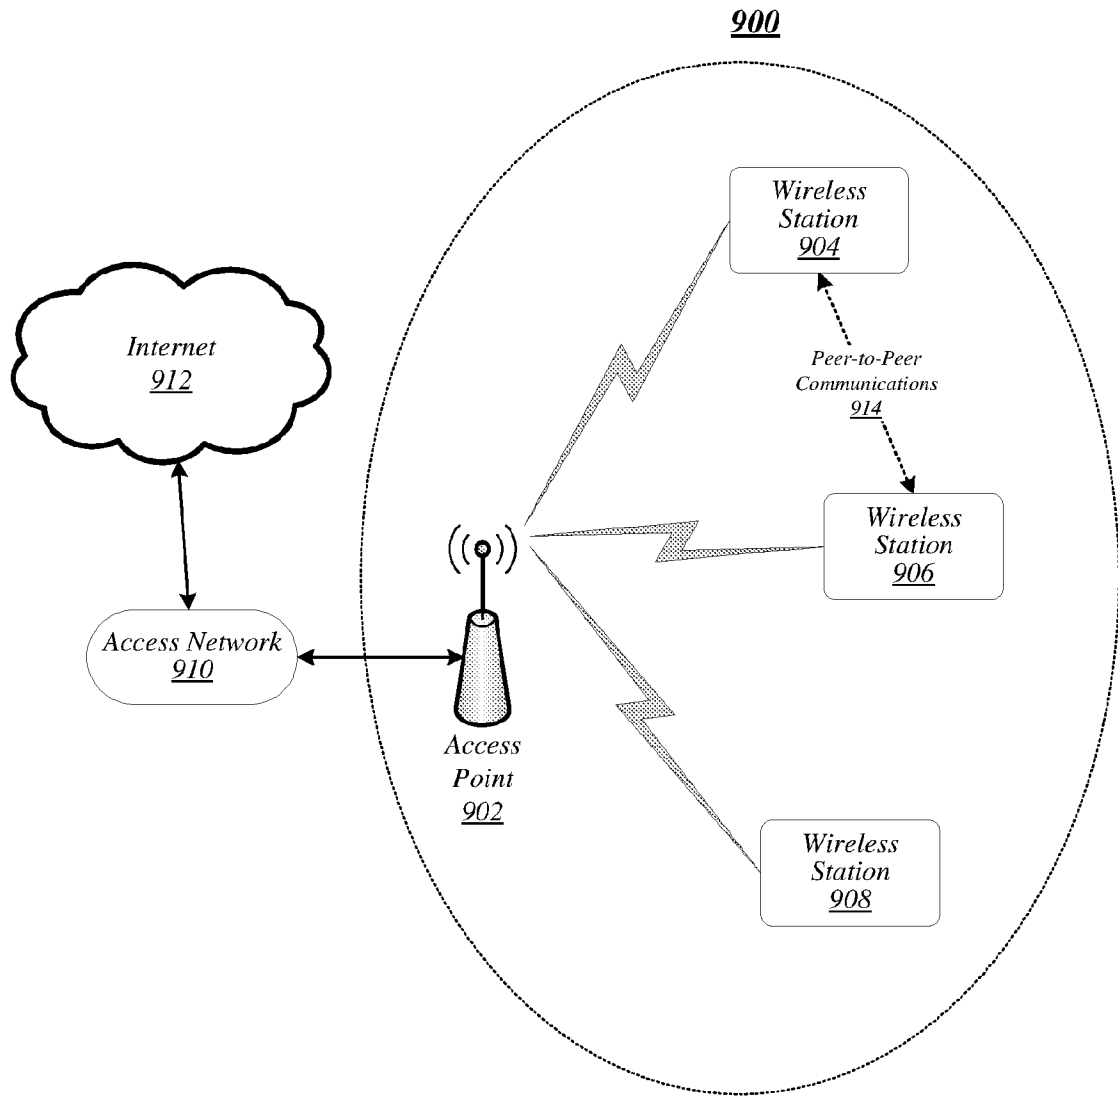 900
Wireless
Station
904
Internet
912
Peer-to-Peer
Communications
914
Wireless
Station
906
Access Network
910
Access
Point
902
Wireless
Station
908